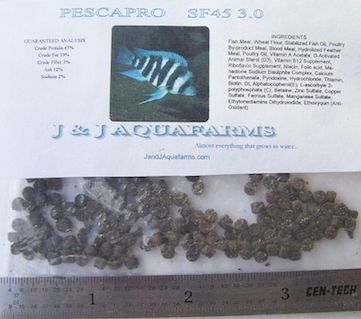 PESCAPRO SF45 3.0
GUARANTEED ANALYSIS
Crude Protein 45%
Crude Fat 19%
Crude Fiber 3%
Ash 12%
Sodium 2%
INGREDIENTS
Fish Meal, Wheat Flour, Stabilized Fish Oil, Poultry
By-product Meal, Blood Meal, Hydrolized Feather
Meal, Poultry Oil, Vitamin A Acetate, D-Activated
Animal Sterol (D3), Vitamin B12 Supplement,
Riboflavin Supplement, Niacin, Folic acid, Me-
nadione Sodium Bisulphite Complex, Calcium
Pantothenate, Pyridoxine, Hydrochloride, Thiamin,
Biotin, DI, Alphatocopherol(E), L-ascorbyle 2-
polyphosphate (C), Betaine, Zinc Sulfate, Copper
Sulfate, Ferrous Sulfate, Manganese Sulfate,
Ethylenediamine Dihydroiodide, Ethoxyquin (Anti-
Oxidant)
J & J AQUAFARMS
Almost everything that grows in water...
JandJAquafarms.com
1 2 3 CEN-TECH